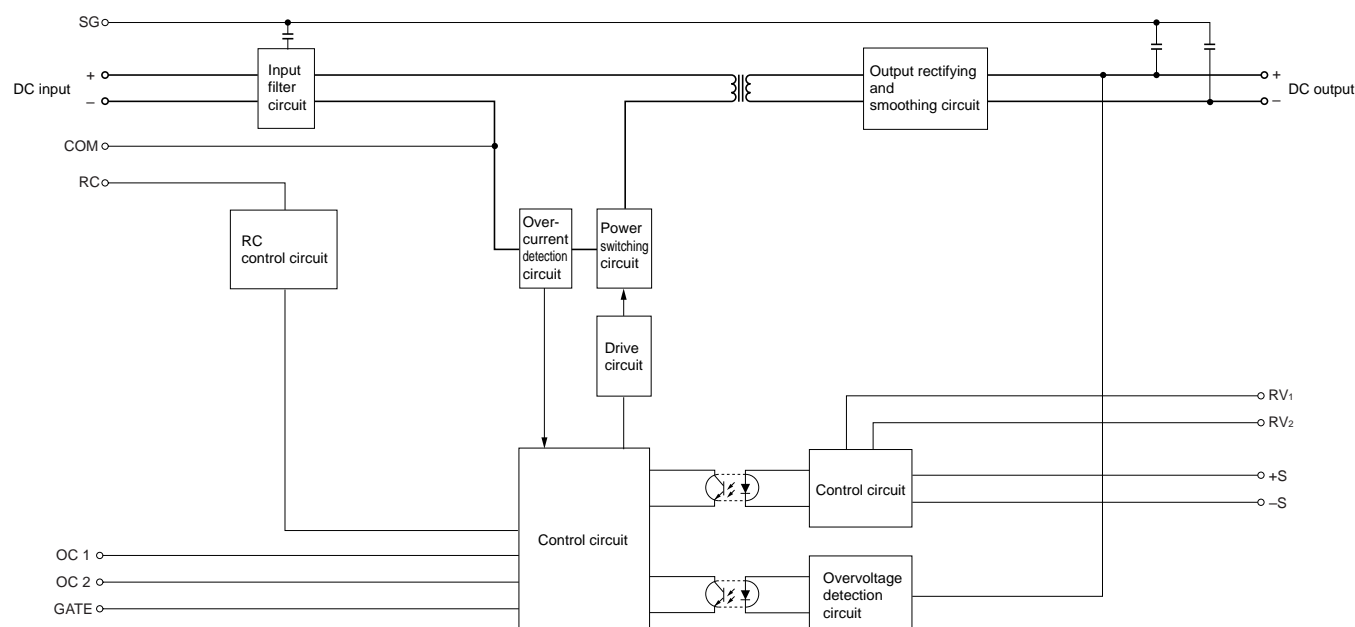 SG
DC input
+
–
Input
filter
circuit
Output rectifying
and
smoothing circuit
+
–
DC output
COM
RC
RC
control circuit
Over-
current
detection
circuit
Power
switching
circuit
Drive
circuit
RV1
RV2
+S
–S
Control circuit
Control circuit
OC 1
OC 2
GATE
Overvoltage
detection
circuit